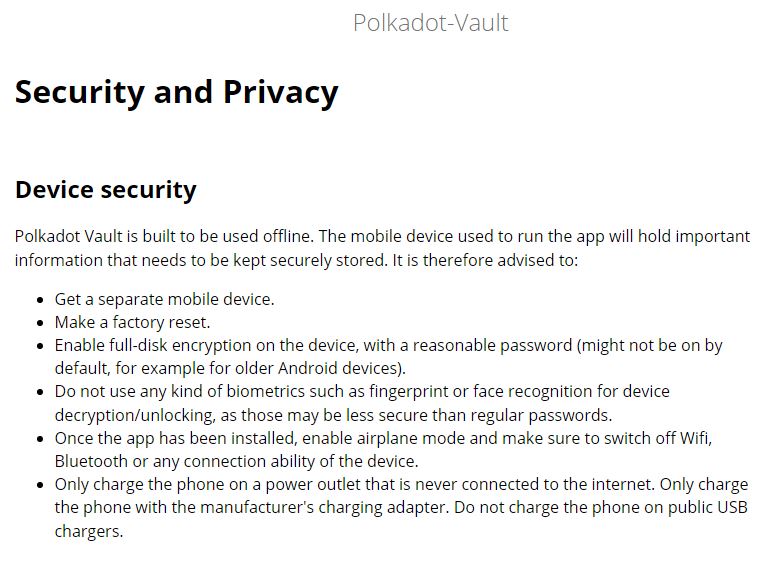 Polkadot-Vault
Security and Privacy
Device security
Polkadot Vault is built to be used offline. The mobile device used to run the app will hold important
information that needs to be kept securely stored. It is therefore advised to:
• Get a separate mobile device.
• Make a factory reset.
• Enable full-disk encryption on the device, with a reasonable password (might not be on by
default, for example for older Android devices).
• Do not use any kind of biometrics such as fingerprint or face recognition for device
decryption/unlocking, as those may be less secure than regular passwords.
• Once the app has been installed, enable airplane mode and make sure to switch off Wifi,
Bluetooth or any connection ability of the device.
• Only charge the phone on a power outlet that is never connected to the internet. Only charge
the phone with the manufacturer's charging adapter. Do not charge the phone on public USB
chargers.